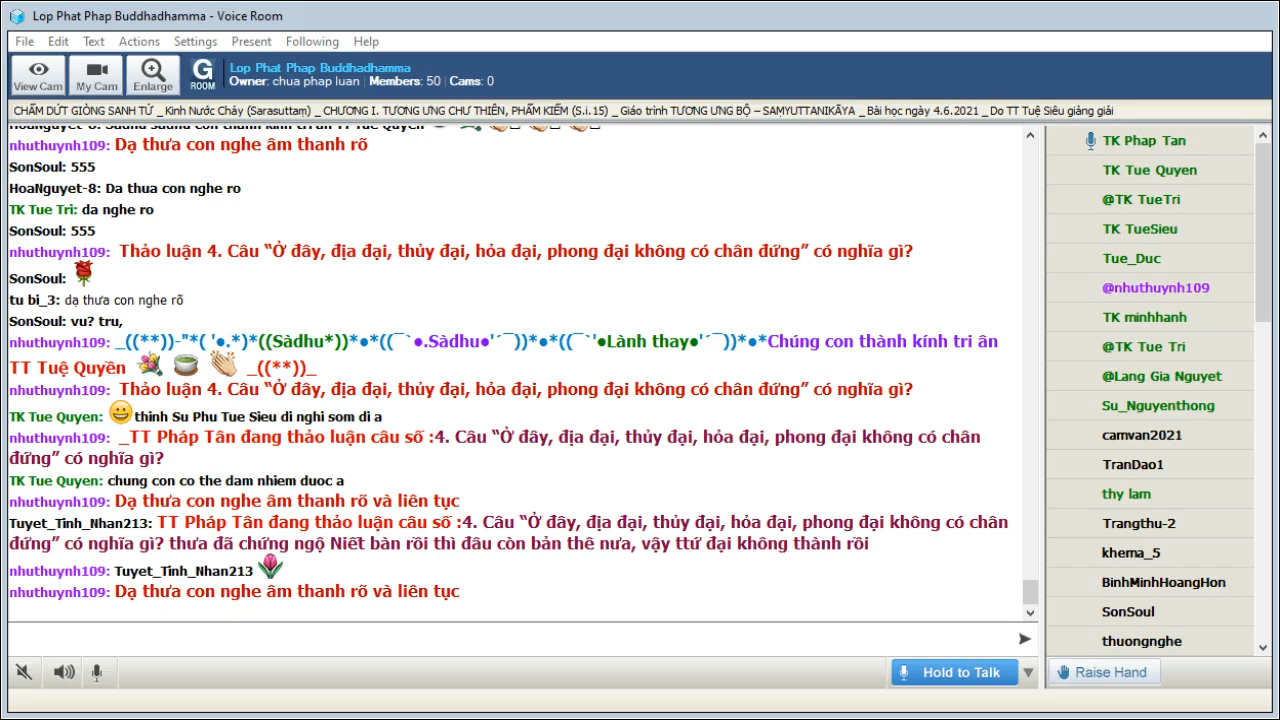 Lop Phat Phap Buddhadhamma - Voice Room
File Edit Text Actions Settings Present Following Help
View Cam My Cam Enlarge G ROOM
Lop Phat Phap Buddhadhamma
Owner: chua phap luan Members: 50 Cams: 0
CHẤM DỨT GIÒNG SANH TỬ _Kinh Nước Chảy (Sarasuttaṃ) _CHƯƠNG I. TƯƠNG ƯNG CHƯ THIÊN, PHẨM KIẾM (S.i.15) _ Giáo trình TƯƠNG ƯNG BỘ – SAṂYUTTANIKĀYA _Bài học ngày 4.6.2021 _Do TT Tuệ Siêu giảng giải
nhuthuynh109: Dạ thưa con nghe âm thanh rõ
SonSoul: 555
HoaNguyet-8: Da thua con nghe ro
TK Tue Tri: da nghe ro
SonSoul: 555
nhuthuynh109: Thảo luận 4. Câu “Ở đây, địa đại, thủy đại, hỏa đại, phong đại không có chân đứng” có nghĩa gì?
SonSoul:
tu bi_3: dạ thưa con nghe rõ
SonSoul: vu? tru,
nhuthuynh109: _((**))-"*( '●.*)*((Sàdhu*))*●*((¯`●.Sàdhu●'´¯))*●*●*((¯`'●Lành thay●'´¯))*●*Chúng con thành kính tri ân
TT Tuệ Quyền _((**))_
nhuthuynh109: Thảo luận 4. Câu “Ở đây, địa đại, thủy đại, hỏa đại, phong đại không có chân đứng” có nghĩa gì?
TK Tue Quyen: thinh Su Phu Tue Sieu di nghi som di a
nhuthuynh109: _TT Pháp Tân đang thảo luận câu số :4. Câu “Ở đây, địa đại, thủy đại, hỏa đại, phong đại không có chân
đứng” có nghĩa gì?
TK Tue Quyen: chung con co the dam nhiem duoc a
nhuthuynh109: Dạ thưa con nghe âm thanh rõ và liên tục
Tuyet_Tinh_Nhan213: TT Pháp Tân đang thảo luận câu số :4. Câu “Ở đây, địa đại, thủy đại, hỏa đại, phong đại không có chân
đứng” có nghĩa gì? thưa đã chứng ngộ Niết bàn rồi thì đâu còn bản thê nưa, vậy ttứ đại không thành rồi
nhuthuynh109: Tuyet_Tinh_Nhan213
nhuthuynh109: Dạ thưa con nghe âm thanh rõ và liên tục
Hold to Talk
TK Phap Tan
TK Tue Quyen
@TK TueTri
TK TueSieu
Tue_Duc
@nhuthuynh109
TK minhhanh
@TK Tue Tri
@Lang Gia Nguyet
Su_Nguyenthong
camvan2021
TranDao1
thy lam
Trangthu-2
khema_5
BinhMinhHoangHon
SonSoul
thuongnghe
Raise Hand